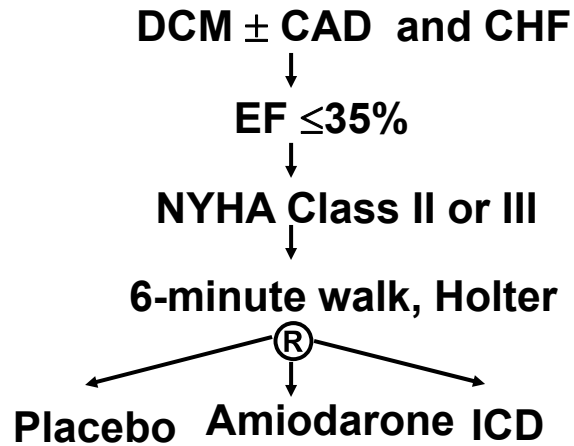 DCM ± CAD and CHF
EF ≤35%
NYHA Class II or III
6-minute walk, Holter
R
Placebo Amiodarone ICD